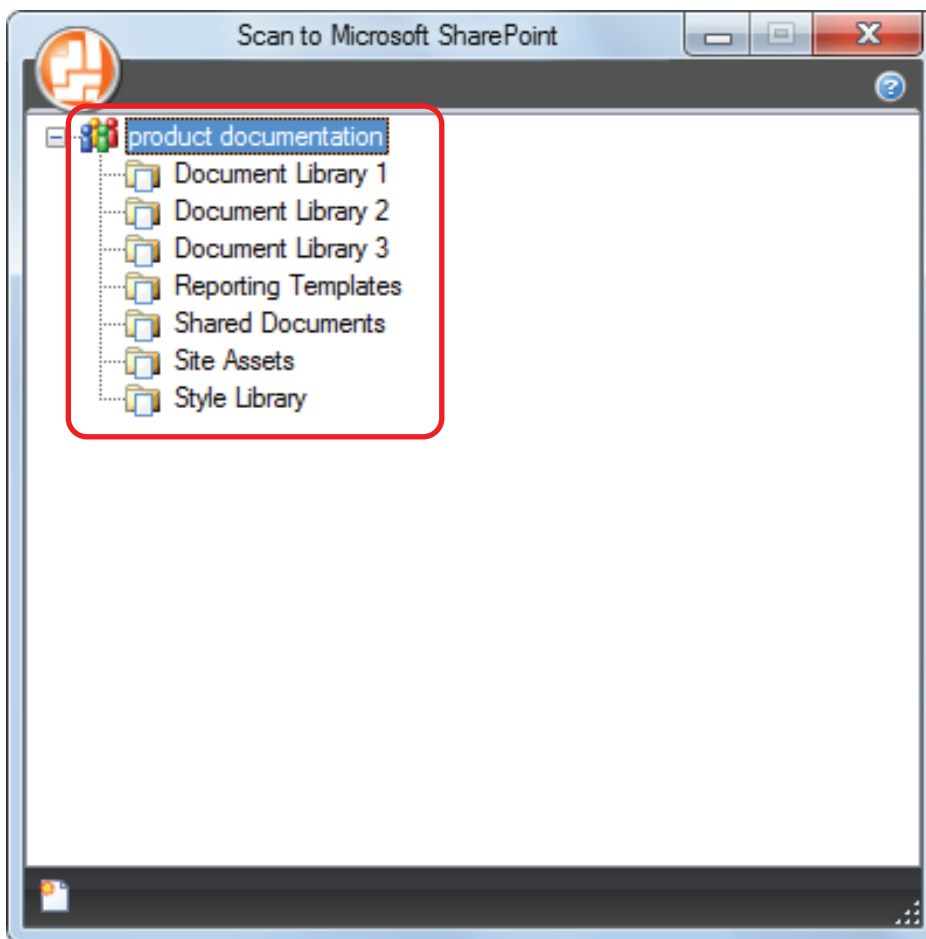 Scan to Microsoft SharePoint
product documentation
Document Library 1
Document Library 2
Document Library 3
Reporting Templates
Shared Documents
Site Assets
Style Library